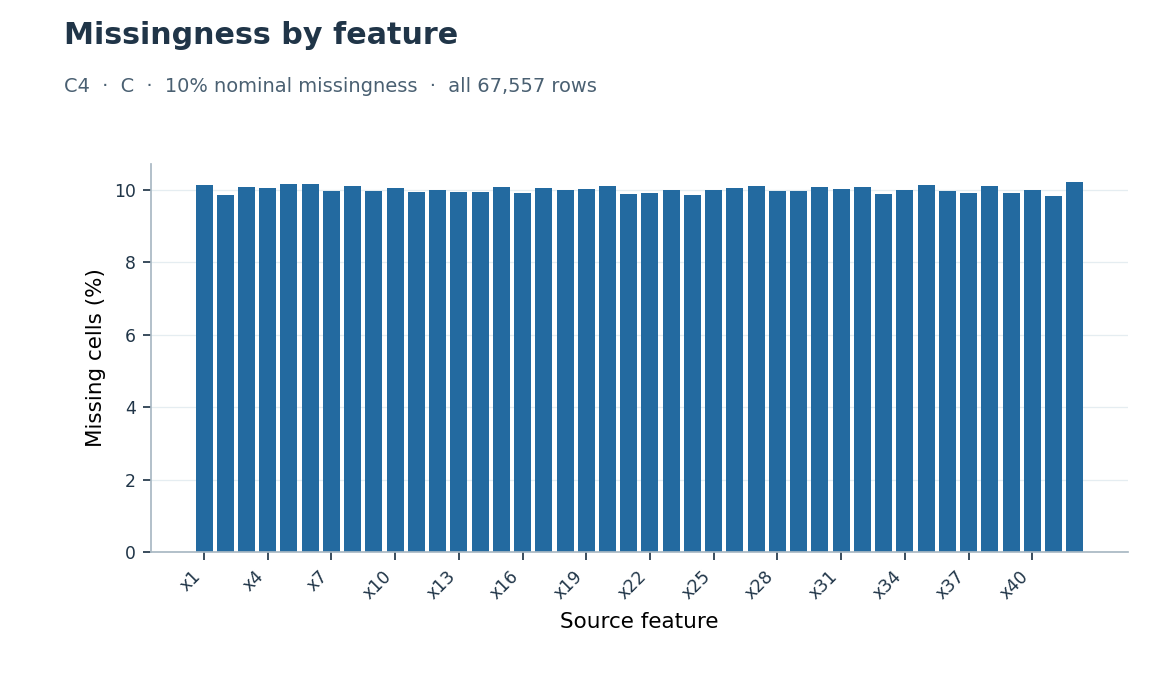 Missingness by feature
C4 · C · 10% nominal missingness · all 67,557 rows
10
8
6
4
2
0
Missing cells (%)
x1 x4 x7 x10 x13 x16 x19 x22 x25 x28 x31 x34 x37 x40
Source feature